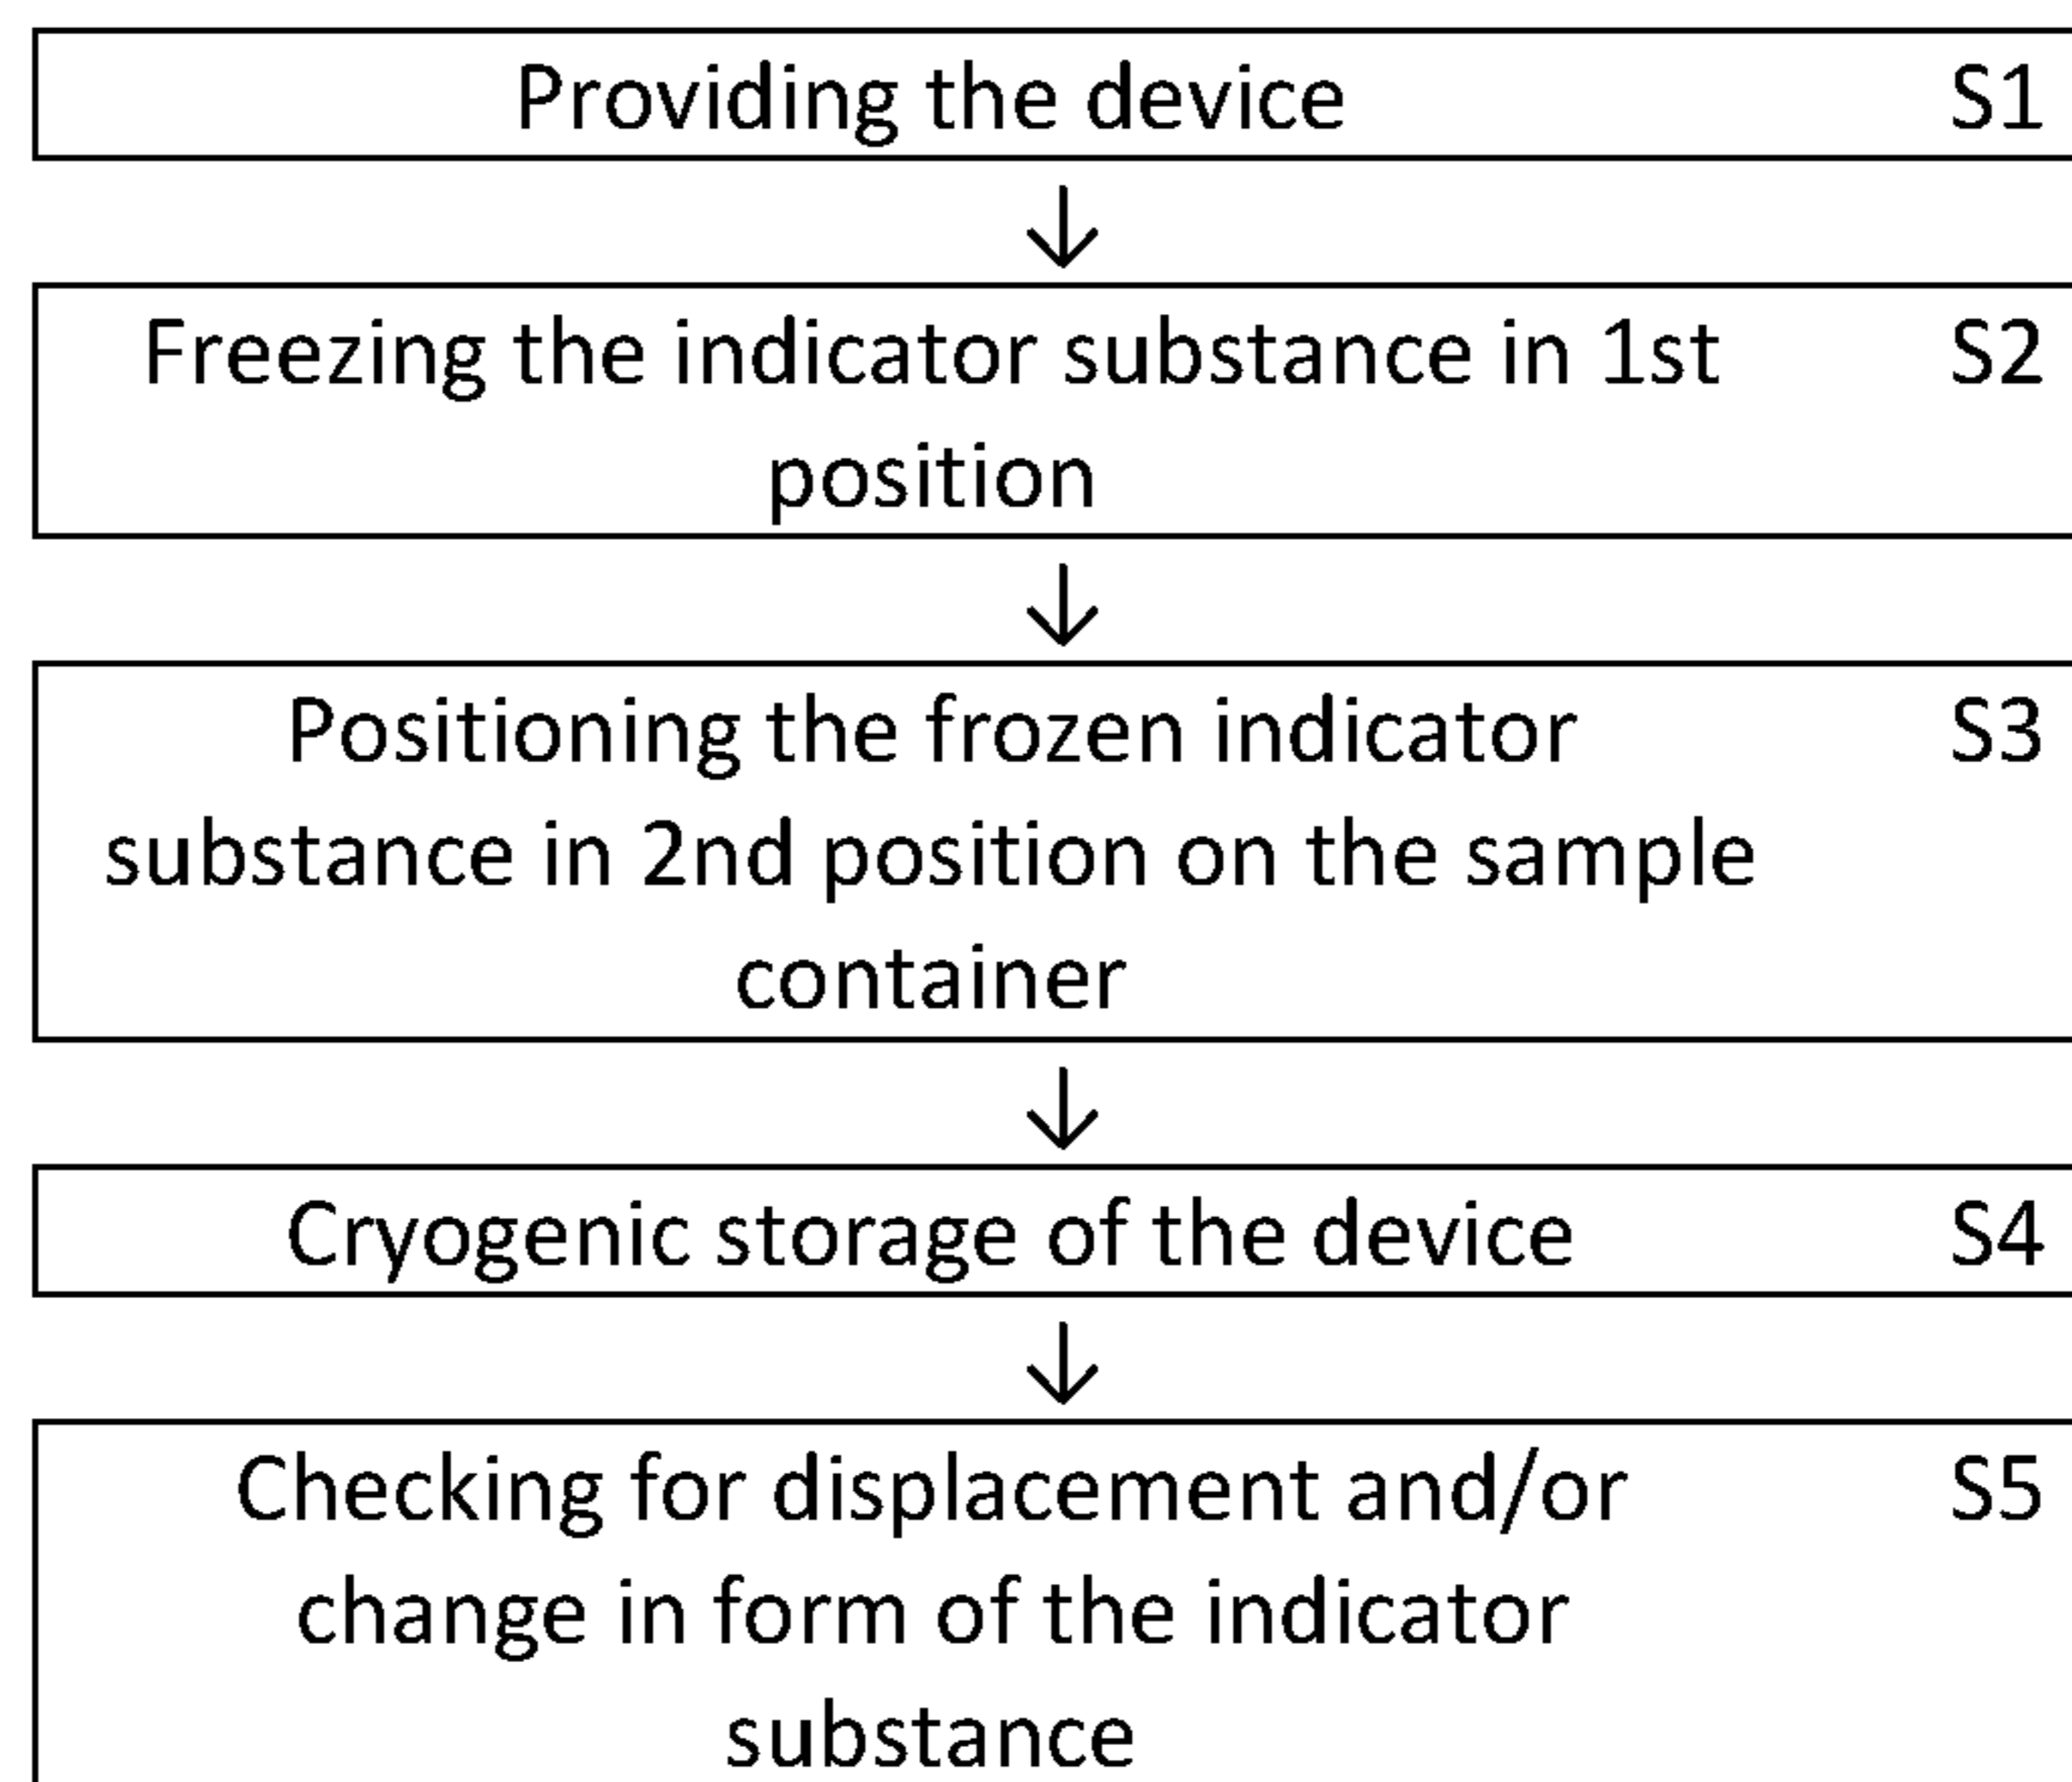 Providing the device S1
Freezing the indicator substance in 1st S2
position
Positioning the frozen indicator S3
substance in 2nd position on the sample
container
Cryogenic storage of the device S4
Checking for displacement and/or S5
change in form of the indicator
substance